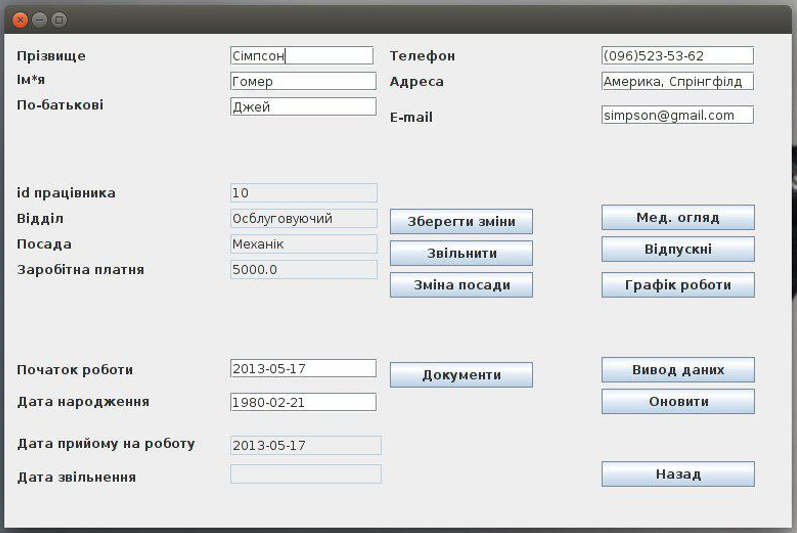 Прізвище Сімпсон Телефон (096)523-53-62
Ім*я Гомер Адреса Америка, Спрінгфілд
По-батькові Джей E-mail simpson@gmail.com
id працівника 10
Відділ Осблуговуючий Зберегти зміни Мед. огляд
Посада Механік Звільнити Відпускні
Заробітна платня 5000.0 Зміна посади Графік роботи
Початок роботи 2013-05-17 Документи Вивод даних
Дата народження 1980-02-21 Оновити
Дата прийому на роботу 2013-05-17
Дата звільнення Назад